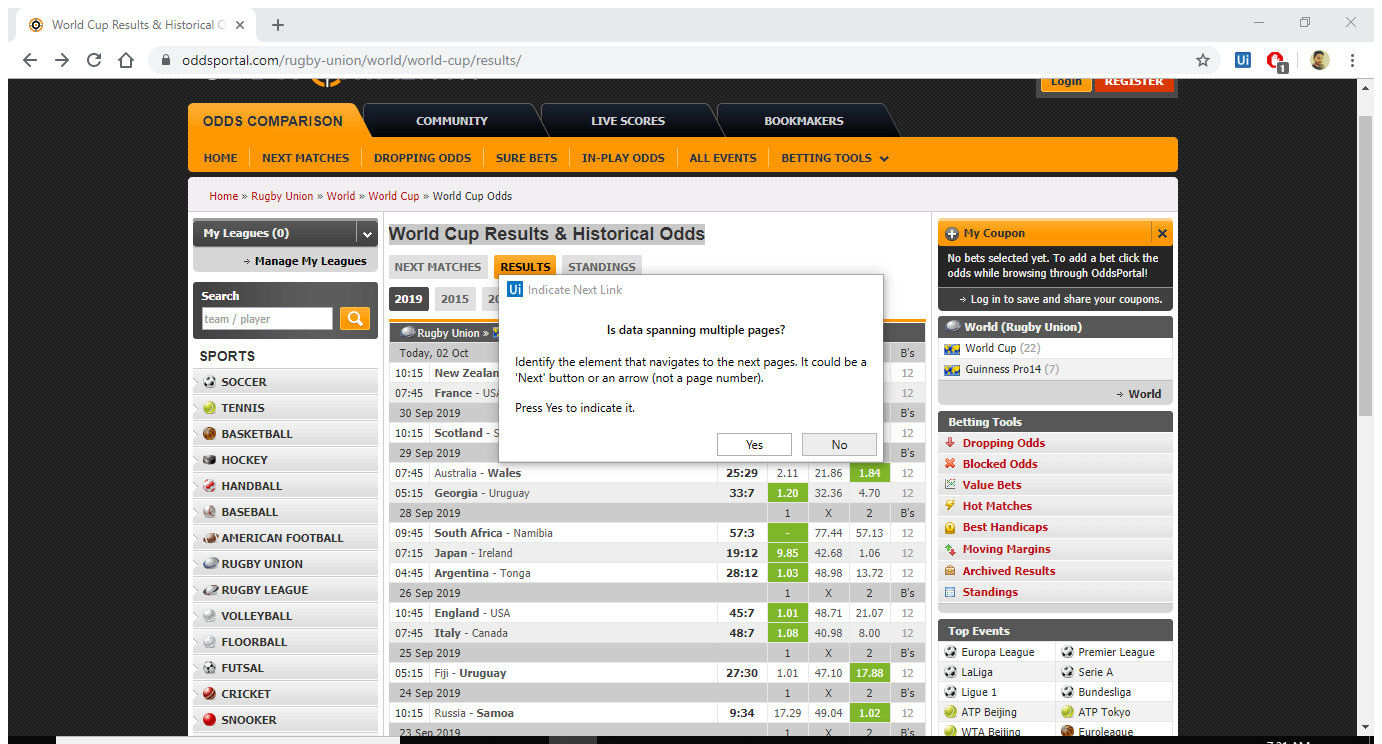 World Cup Results & Historical O
oddsportal.com/rugby-union/world/world-cup/results/
Ui
1
Login
REGISTER
ODDS COMPARISON
COMMUNITY
LIVE SCORES
BOOKMAKERS
HOME
NEXT MATCHES
DROPPING ODDS
SURE BETS
IN-PLAY ODDS
ALL EVENTS
BETTING TOOLS
Home » Rugby Union » World » World Cup » World Cup Odds
My Leagues (0)
Manage My Leagues
Search
team / player
SPORTS
SOCCER
TENNIS
BASKETBALL
HOCKEY
HANDBALL
BASEBALL
AMERICAN FOOTBALL
RUGBY UNION
RUGBY LEAGUE
VOLLEYBALL
FLOORBALL
FUTSAL
CRICKET
SNOOKER
World Cup Results & Historical Odds
NEXT MATCHES
RESULTS
STANDINGS
2019
2015
20
Ui Indicate Next Link
Is data spanning multiple pages?
Identify the element that navigates to the next pages. It could be a
'Next' button or an arrow (not a page number).
Press Yes to indicate it.
Yes
No
Rugby Union »
Today, 02 Oct B's
10:15 New Zealan 12
07:45 France - USA 12
30 Sep 2019 B's
10:15 Scotland - S 12
29 Sep 2019 B's
07:45 Australia - Wales 25:29 2.11 21.86 1.84 12
05:15 Georgia - Uruguay 33:7 1.20 32.36 4.70 12
28 Sep 2019 1 X 2 B's
09:45 South Africa - Namibia 57:3 - 77.44 57.13 12
07:15 Japan - Ireland 19:12 9.85 42.68 1.06 12
04:45 Argentina - Tonga 28:12 1.03 48.98 13.72 12
26 Sep 2019 1 X 2 B's
10:45 England - USA 45:7 1.01 48.71 21.07 12
07:45 Italy - Canada 48:7 1.08 40.98 8.00 12
25 Sep 2019 1 X 2 B's
05:15 Fiji - Uruguay 27:30 1.01 47.10 17.88 12
24 Sep 2019 1 X 2 B's
10:15 Russia - Samoa 9:34 17.29 49.04 1.02 12
23 Sep 2019 1 X 2 B's
My Coupon
No bets selected yet. To add a bet click the
odds while browsing through OddsPortal!
Log in to save and share your coupons.
World (Rugby Union)
World Cup (22)
Guinness Pro14 (7)
World
Betting Tools
Dropping Odds
Blocked Odds
Value Bets
Hot Matches
Best Handicaps
Moving Margins
Archived Results
Standings
Top Events
Europa League Premier League
LaLiga Serie A
Ligue 1 Bundesliga
ATP Beijing ATP Tokyo
WTA Beijing Euroleague